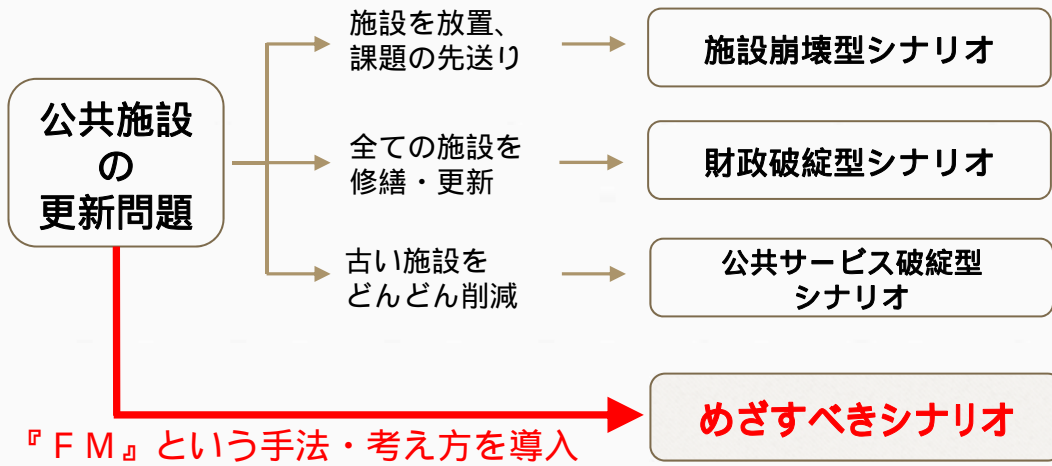 公共施設
の
更新問題
施設を放置、
課題の先送り
施設崩壊型シナリオ
全ての施設を
修繕・更新
財政破綻型シナリオ
古い施設を
どんどん削減
公共サービス破綻型
シナリオ
『ＦＭ』という手法・考え方を導入
めざすべきシナリオ